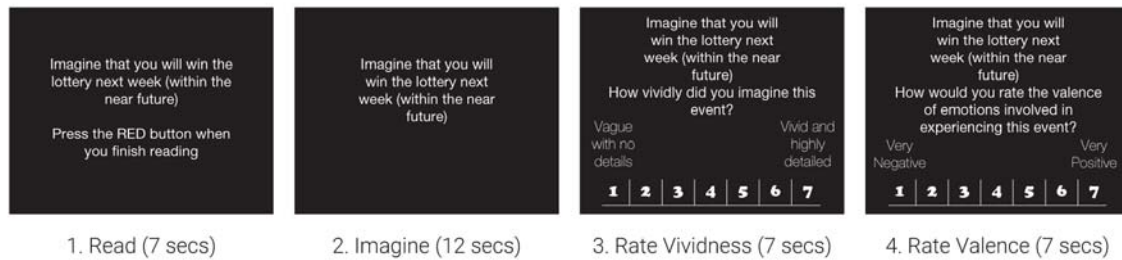 Imagine that you will win the
lottery next week (within the
near future)
Press the RED button when
you finish reading
1. Read (7 secs)
Imagine that you will
win the lottery next
week (within the near
future)
2. Imagine (12 secs)
Imagine that you will
win the lottery next
week (within the near
future)
How vividly did you imagine this
event?
Vague
with no
details
Vivid and
highly
detailed
1 2 3 4 5 6 7
3. Rate Vividness (7 secs)
Imagine that you will
win the lottery next
week (within the near
future)
How would you rate the valence
of emotions involved in
experiencing this event?
Very
Negative
Very
Positive
1 2 3 4 5 6 7
4. Rate Valence (7 secs)